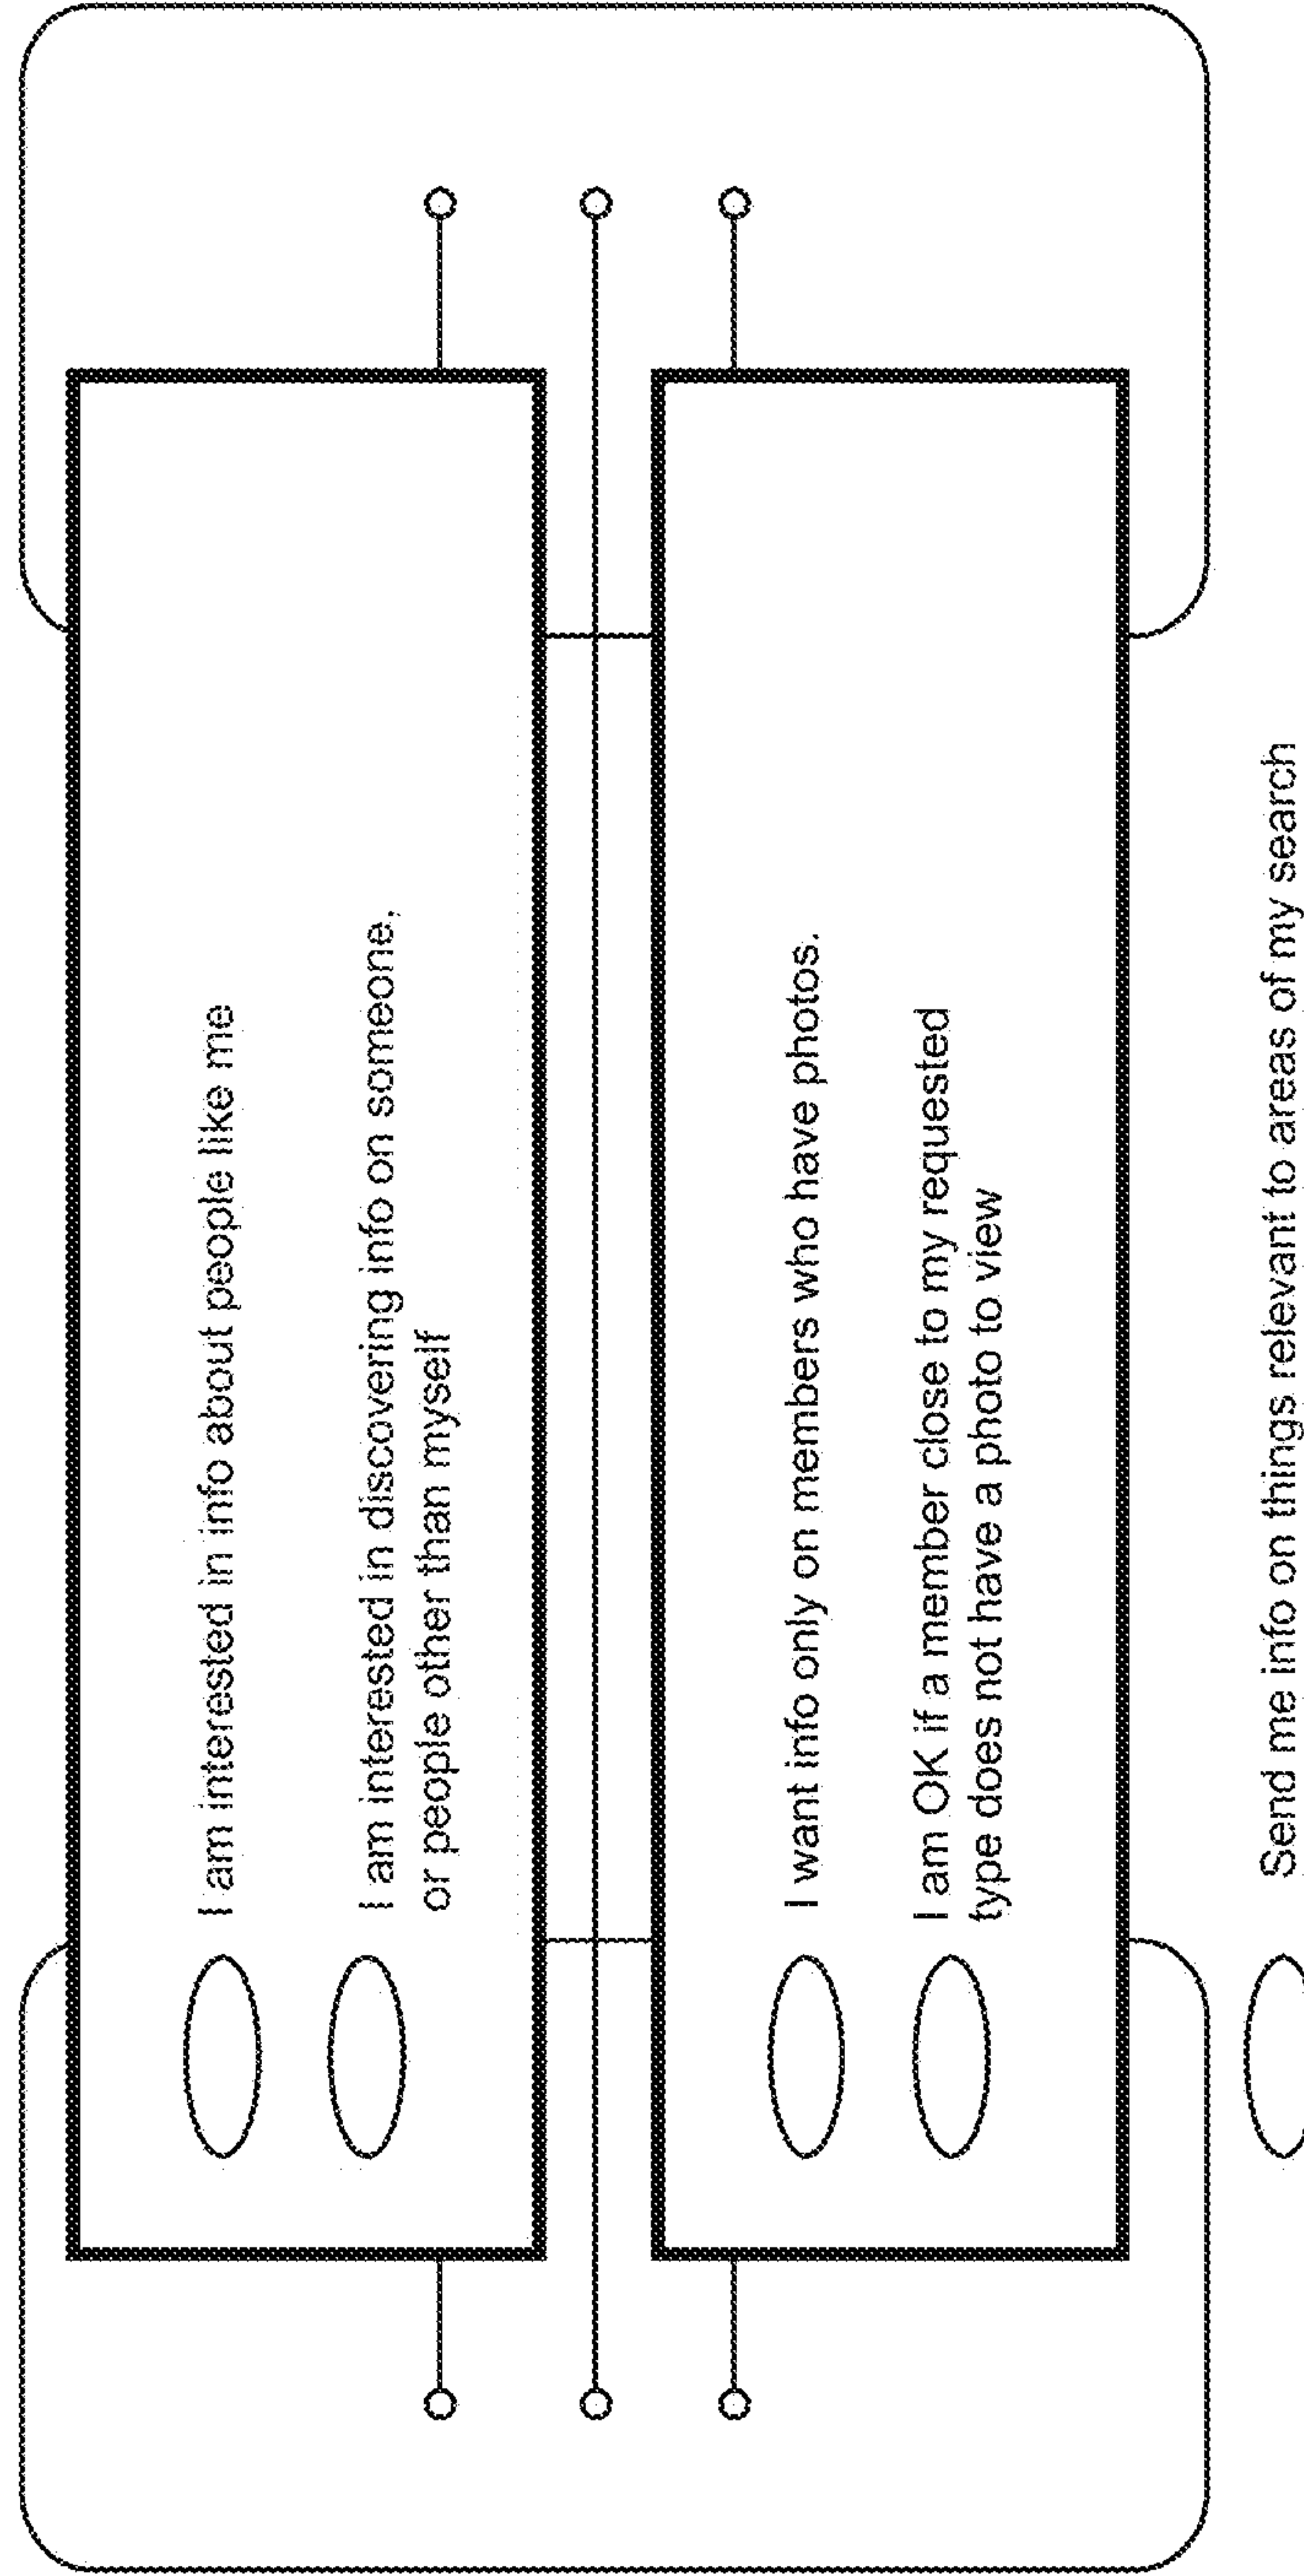 I am interested in info about people like me
I am interested in discovering info on someone,
or people other than myself
I want info only on members who have photos.
I am OK if a member close to my requested
type does not have a photo to view
Send me info on things relevant to areas of my search